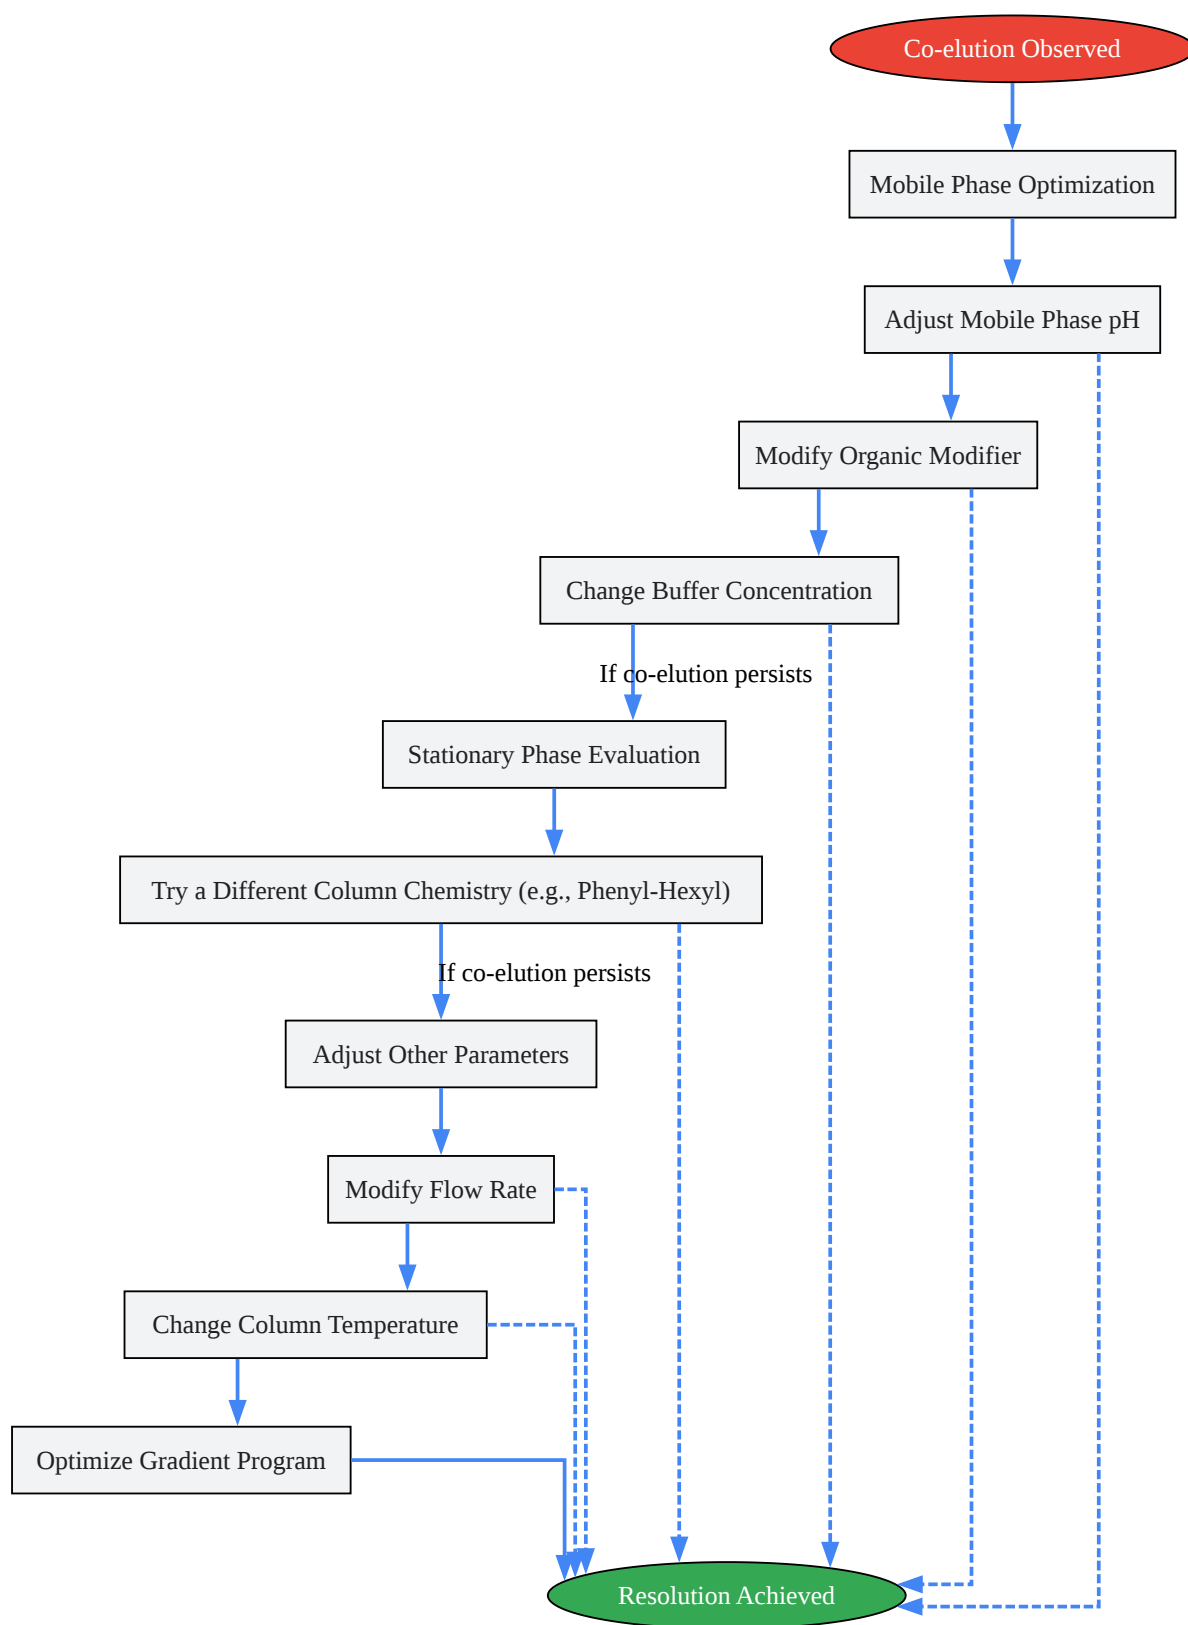 Co-elution Observed
Mobile Phase Optimization
Adjust Mobile Phase pH
Modify Organic Modifier
Change Buffer Concentration
If co-elution persists
Stationary Phase Evaluation
Try a Different Column Chemistry (e.g., Phenyl-Hexyl)
If co-elution persists
Adjust Other Parameters
Modify Flow Rate
Change Column Temperature
Optimize Gradient Program
Resolution Achieved